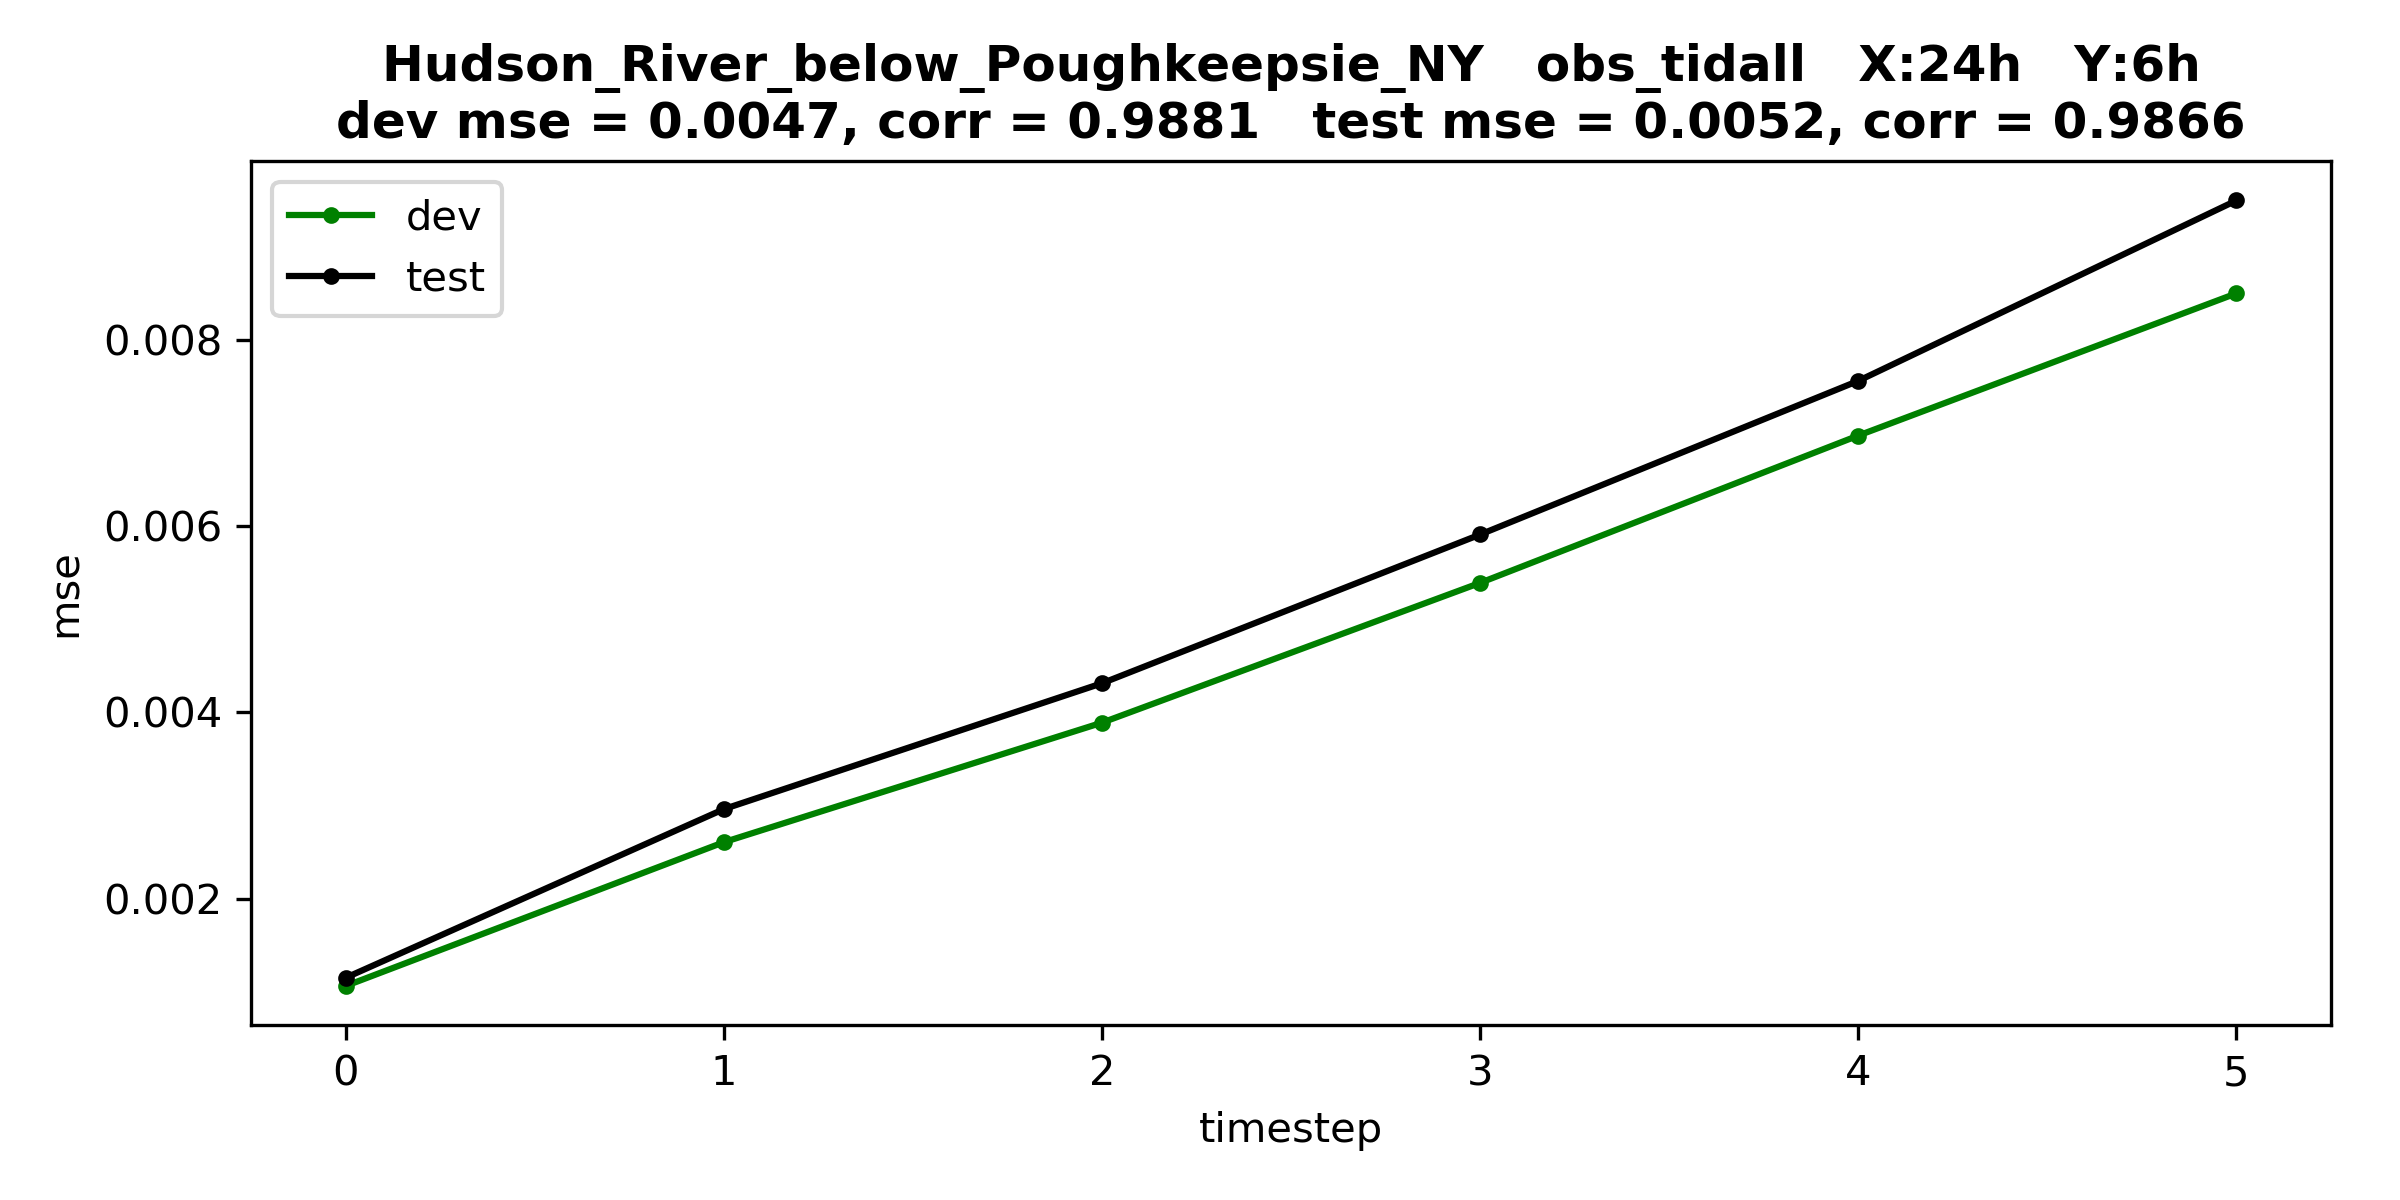 Hudson_River_below_Poughkeepsie_NY   obs_tidall   X:24h   Y:6h
dev mse = 0.0047, corr = 0.9881   test mse = 0.0052, corr = 0.9866
dev
test
0.008
0.006
0.004
0.002
mse
0 1 2 3 4 5
timestep